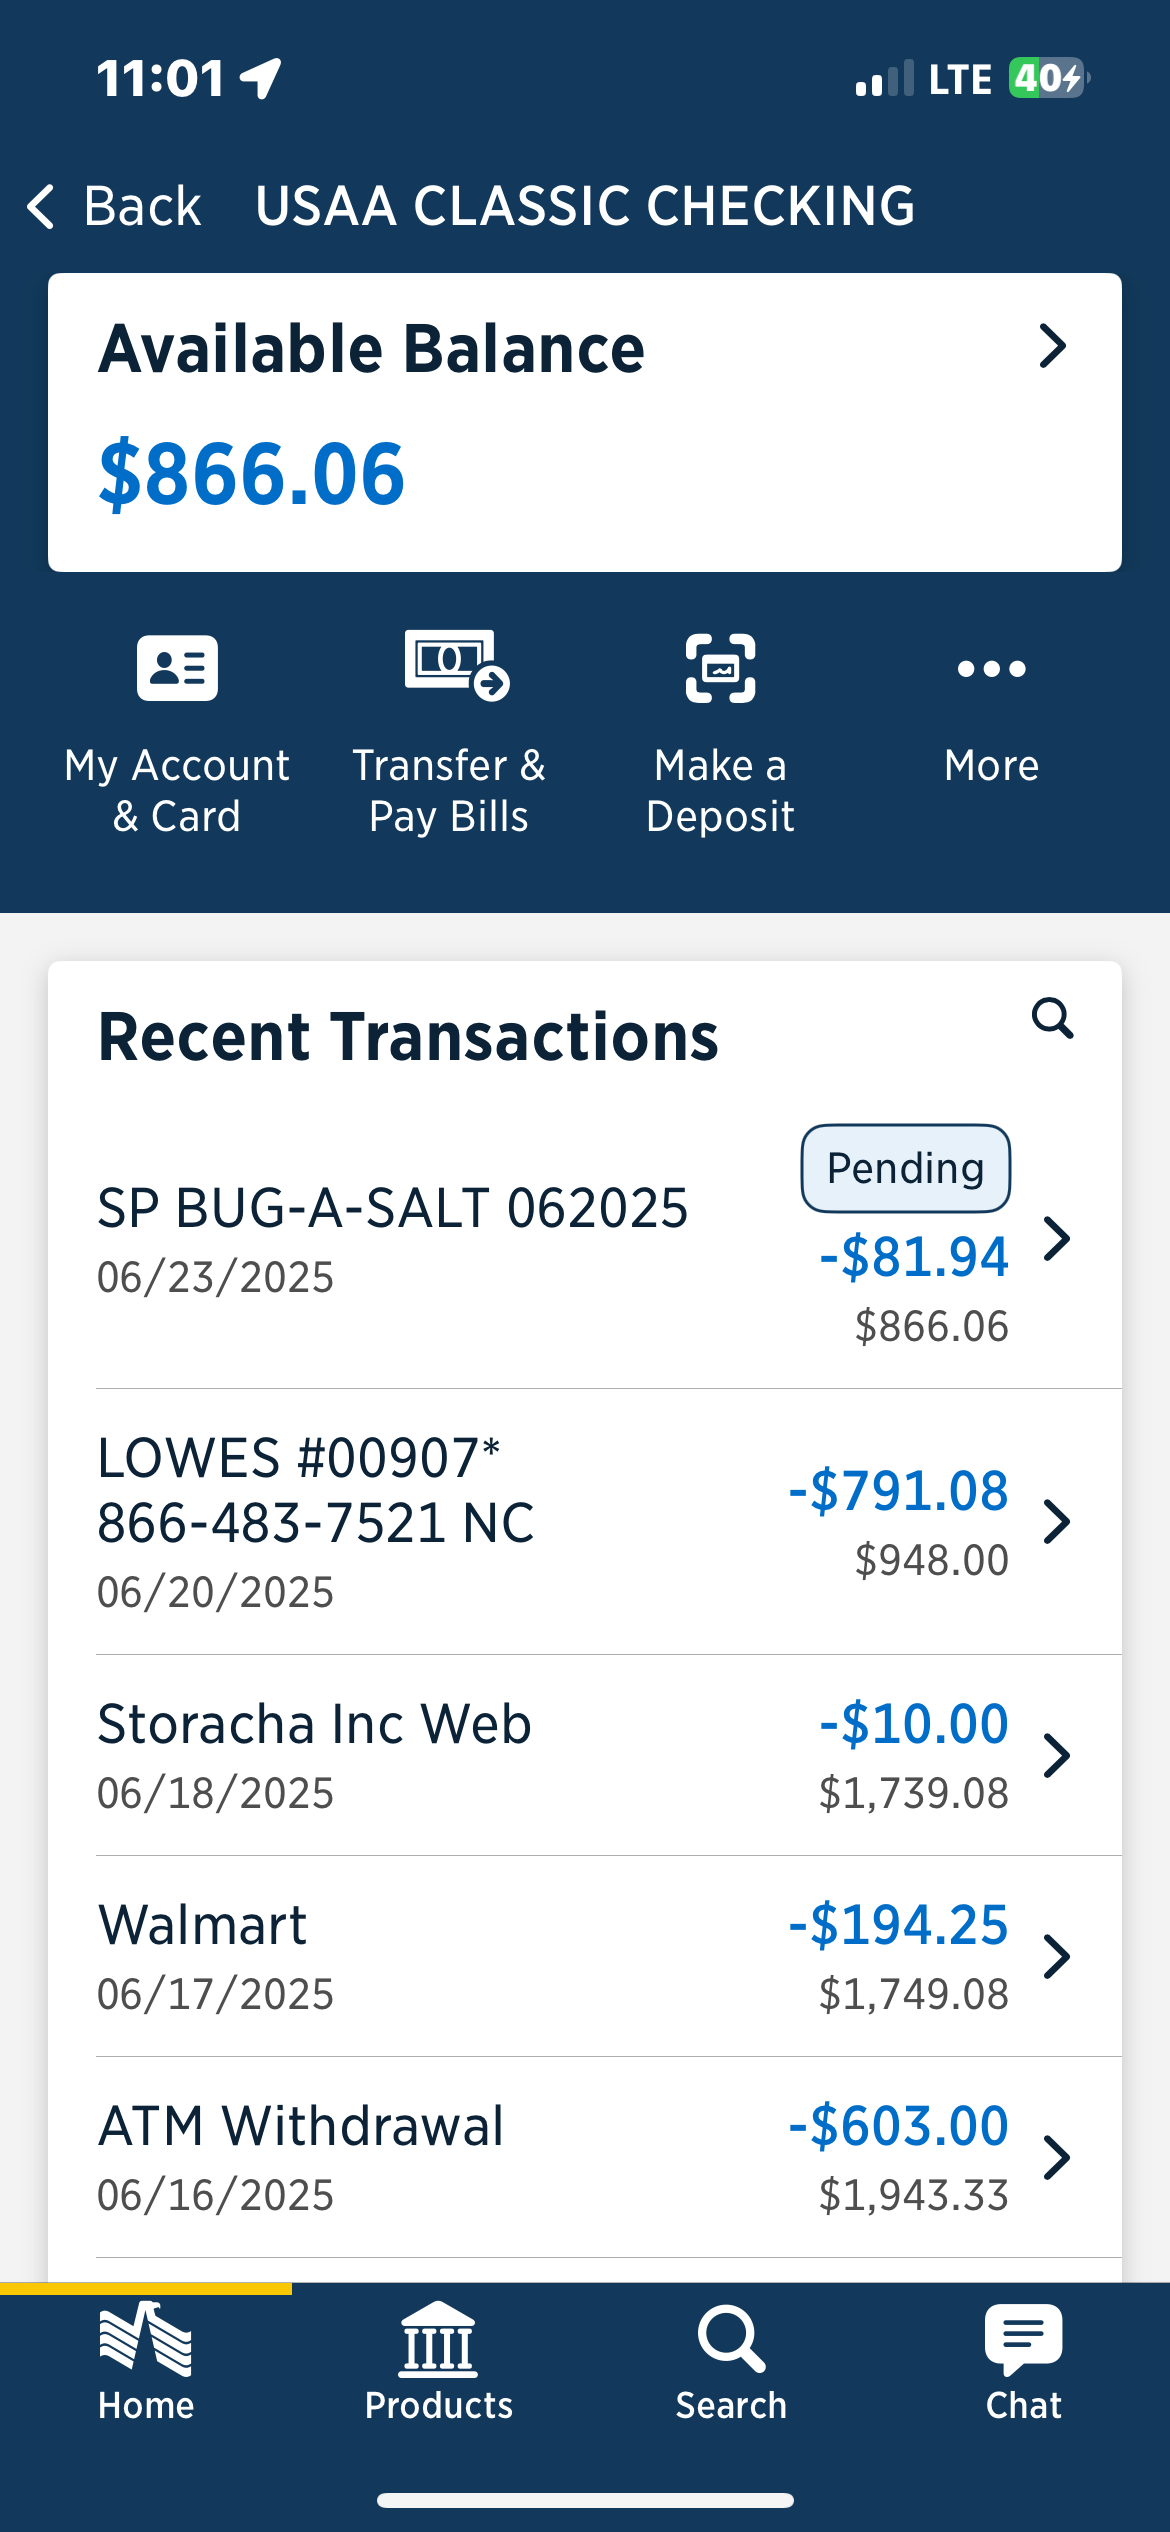 11:01
LTE
40
Back
USAA CLASSIC CHECKING
Available Balance
$866.06
My Account
& Card
Transfer &
Pay Bills
Make a
Deposit
More
Recent Transactions
Pending
SP BUG-A-SALT 062025
-$81.94
06/23/2025
$866.06
LOWES #00907*
866-483-7521 NC
-$791.08
$948.00
06/20/2025
Storacha Inc Web
-$10.00
06/18/2025
$1,739.08
Walmart
-$194.25
06/17/2025
$1,749.08
ATM Withdrawal
-$603.00
06/16/2025
$1,943.33
Home
Products
Search
Chat